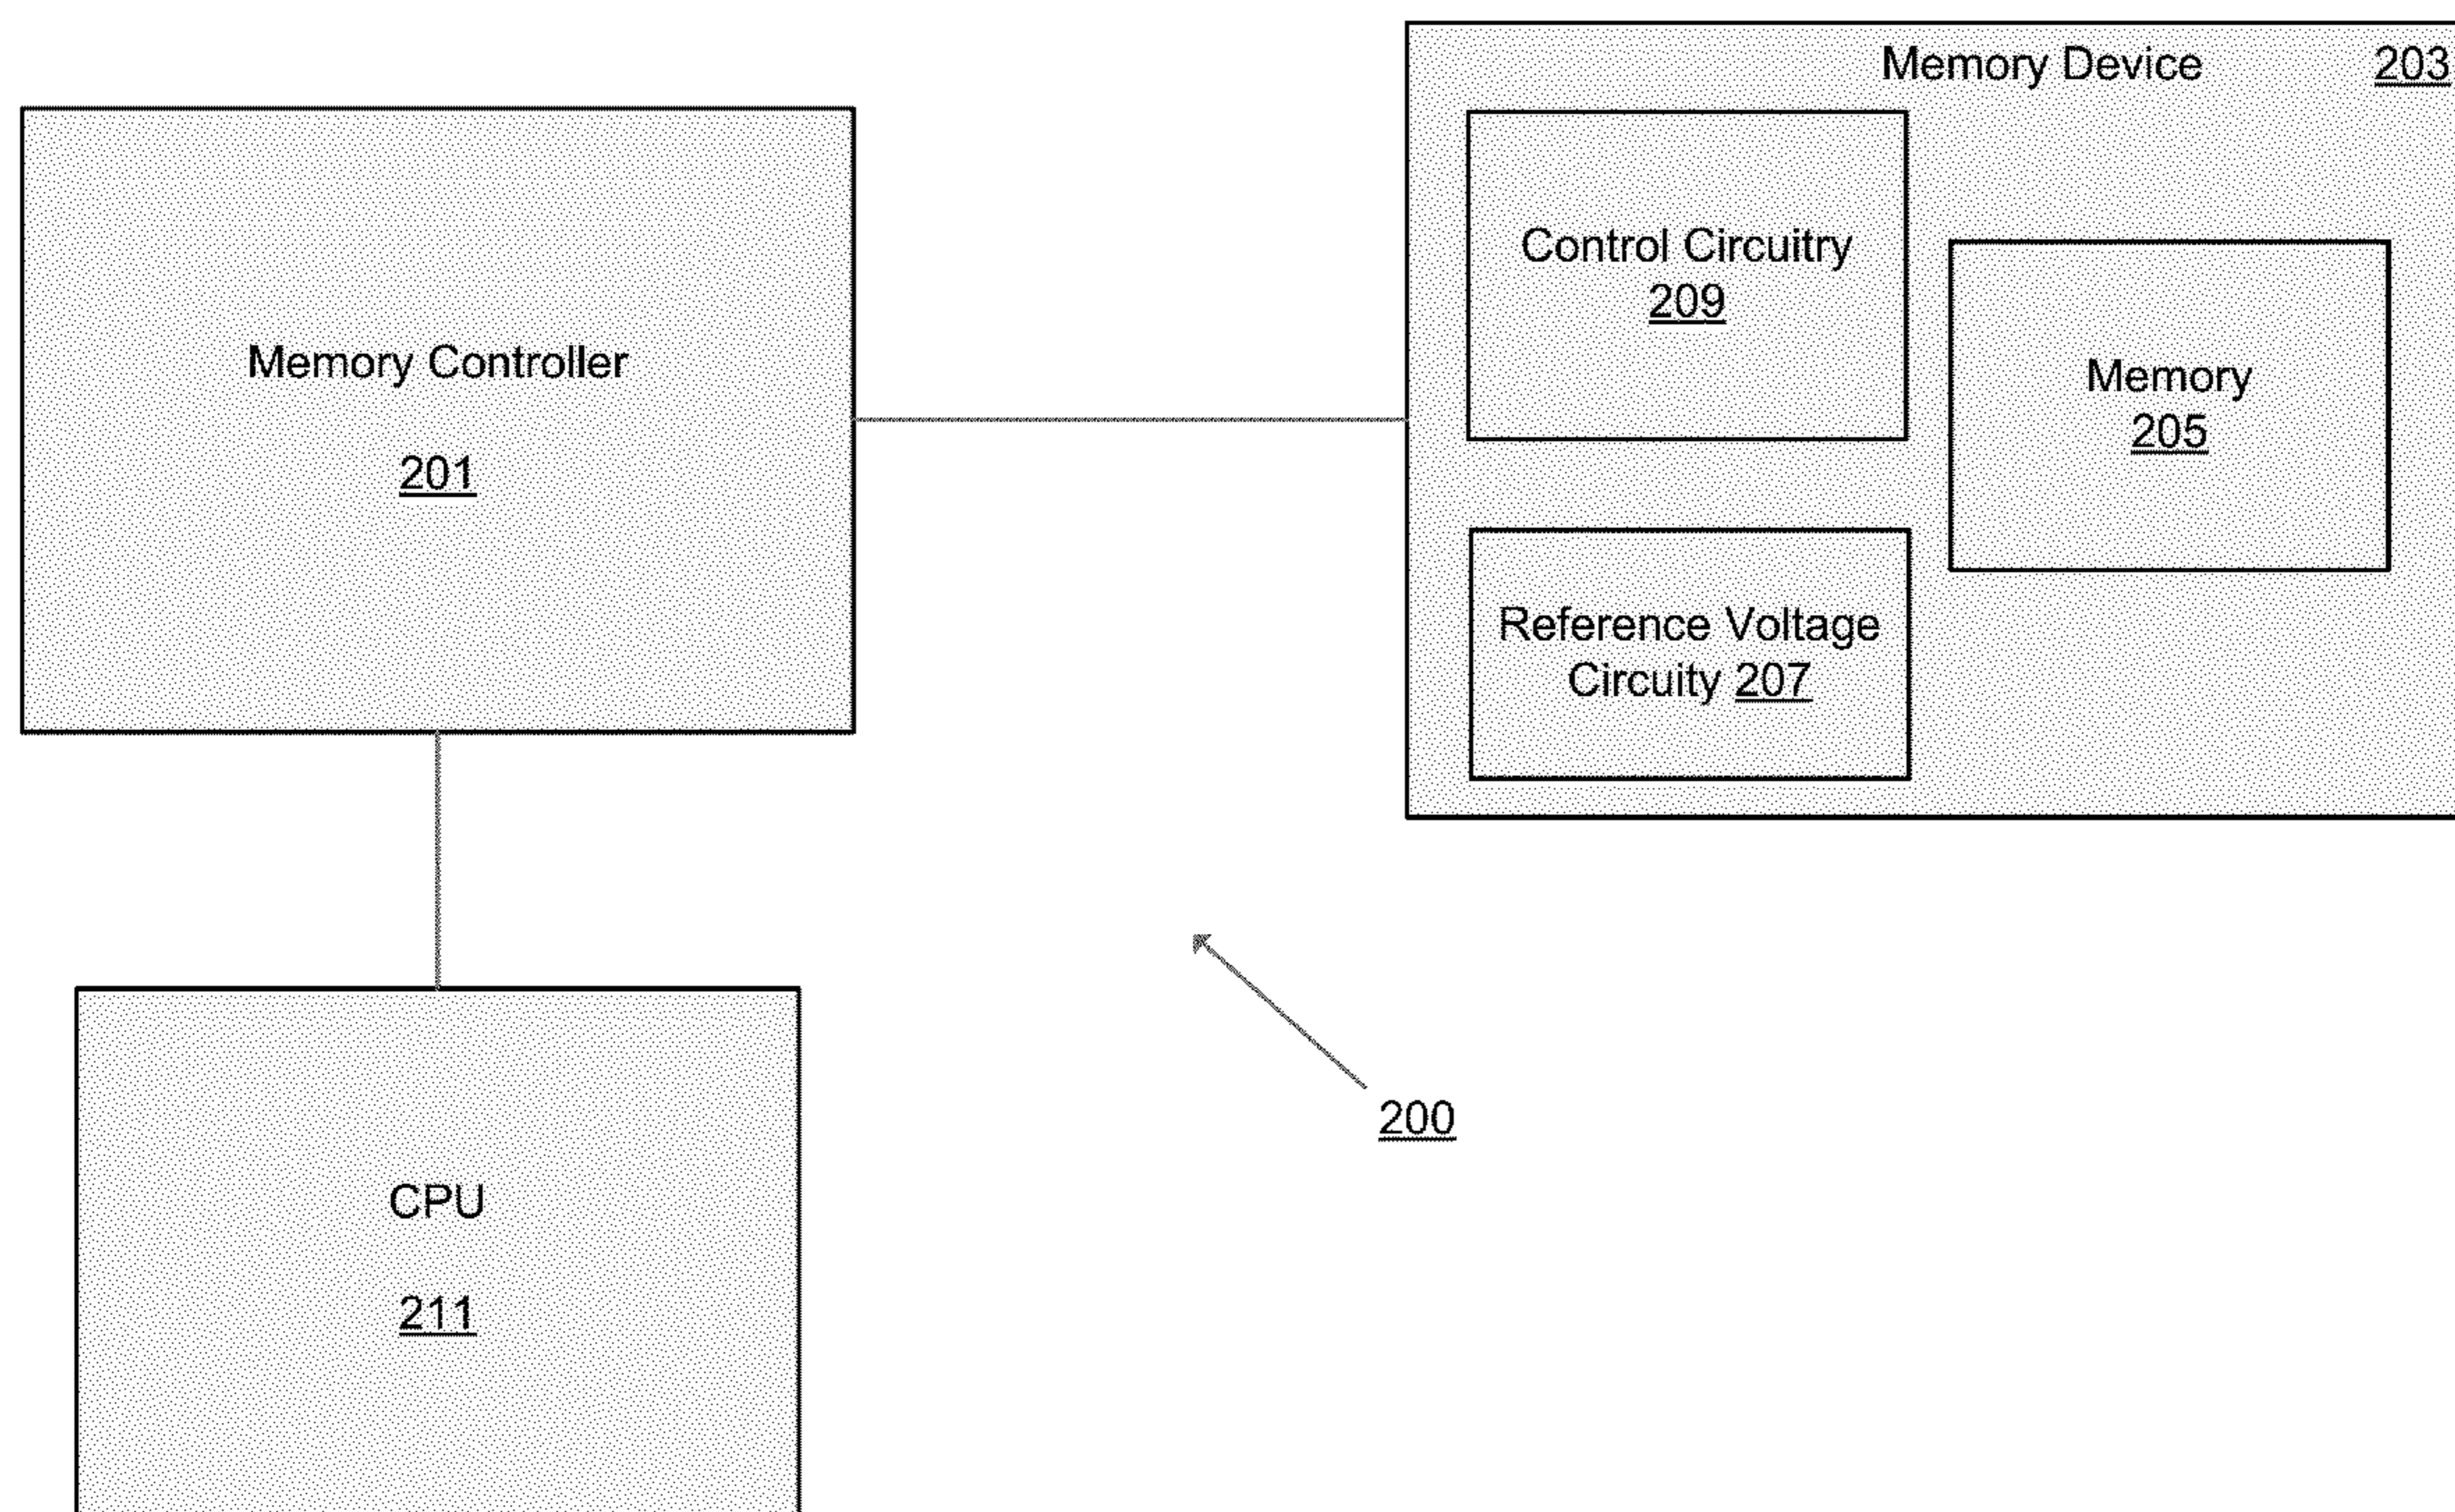 Memory Device 203
Control Circuitry
209
Memory
205
Reference Voltage
Circuity 207
Memory Controller
201
200
CPU
211